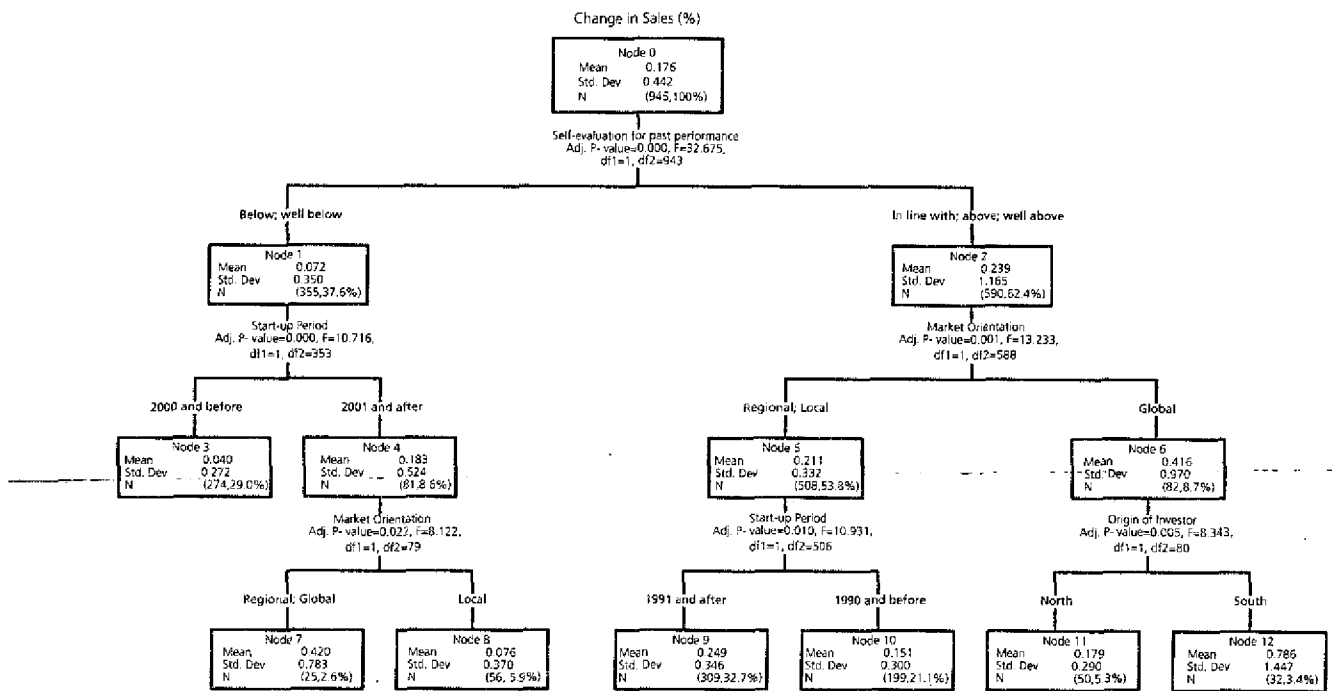 Change in Sales (%)
Node 0
Mean 0.176
Std. Dev 0.442
N (945,100%)
Self-evaluation for past performance
Adj. P- value=0.000, F=32.675,
df1=1, df2=943
Below; well below
In line with; above; well above
Node 1
Mean 0.072
Std. Dev 0.350
N (355,37.6%)
Node 2
Mean 0.239
Std. Dev 1.165
N (590,62.4%)
Start-up Period
Adj. P- value=0.000, F=10.716,
df1=1, df2=353
Market Orientation
Adj. P- value=0.001, F=13.233,
df1=1, df2=588
2000 and before
2001 and after
Regional; Local
Global
Node 3
Mean 0.040
Std. Dev 0.272
N (274,29.0%)
Node 4
Mean 0.183
Std. Dev 0.524
N (81,8.6%)
Node 5
Mean 0.211
Std. Dev 0.332
N (508,53.8%)
Node 6
Mean 0.416
Std. Dev 0.970
N (82,8.7%)
Market Orientation
Adj. P- value=0.022, F=8.122,
df1=1, df2=79
Start-up Period
Adj. P- value=0.010, F=10.931,
df1=1, df2=506
Origin of Investor
Adj. P- value=0.005, F=8.343,
df1=1, df2=80
Regional; Global
Local
1991 and after
1990 and before
North
South
Node 7
Mean 0.420
Std. Dev 0.783
N (25,2.6%)
Node 8
Mean 0.076
Std. Dev 0.370
N (56, 5.9%)
Node 9
Mean 0.249
Std. Dev 0.346
N (309,32.7%)
Node 10
Mean 0.151
Std. Dev 0.300
N (199,21.1%)
Node 11
Mean 0.179
Std. Dev 0.290
N (50,5.3%)
Node 12
Mean 0.786
Std. Dev 1.447
N (32,3.4%)